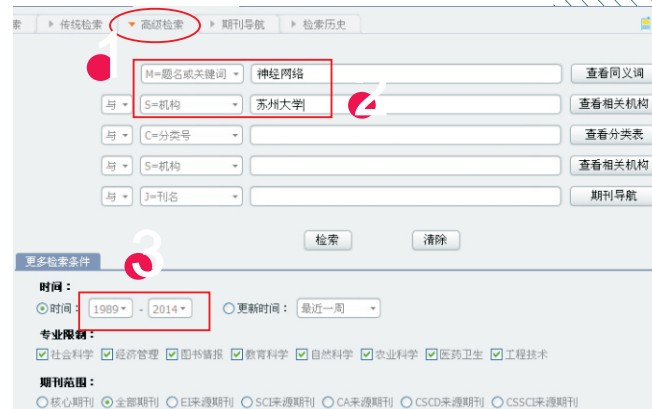 索 传统检索 高级检索 期刊导航 检索历史
1
M=题名或关键词 神经网络 查看同义词
与 S=机构 苏州大学 2 查看相关机构
与 C=分类号 查看分类表
与 S=机构 查看相关机构
与 J=刊名 期刊导航
检索 清除
3
更多检索条件
时间：
时间： 1989 - 2014 更新时间： 最近一周
专业限制：
社会科学 经济管理 图书情报 教育科学 自然科学 农业科学 医药卫生 工程技术
期刊范围：
核心期刊 全部期刊 EI来源期刊 SCI来源期刊 CA来源期刊 CSCD来源期刊 CSSCI来源期刊